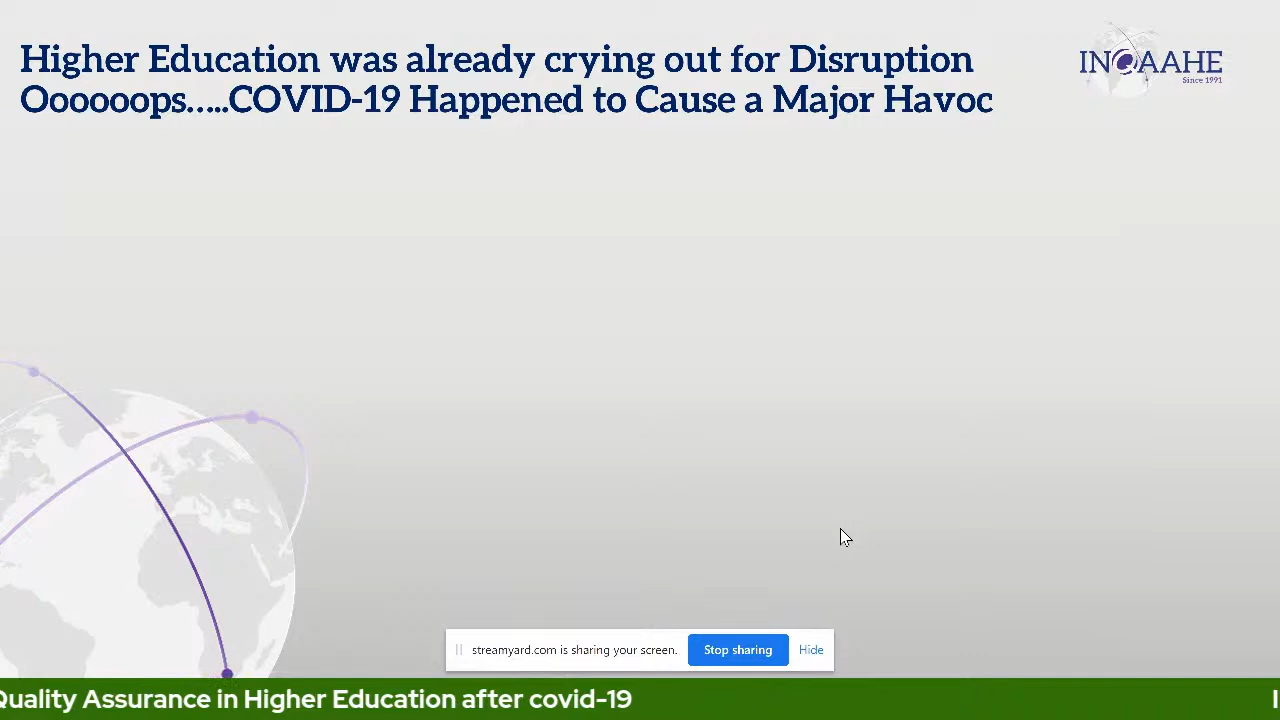 Higher Education was already crying out for Disruption
Oooooops.....COVID-19 Happened to Cause a Major Havoc
INQAAHE
Since 1991
streamyard.com is sharing your screen.
Stop sharing
Hide
Quality Assurance in Higher Education after covid-19
I